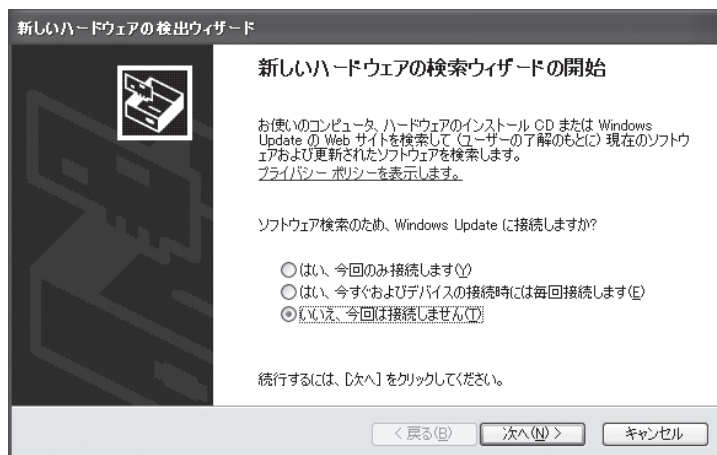 新しいハードウェアの検出ウィザード
新しいハードウェアの検索ウィザードの開始
お使いのコンピュータ、ハードウェアのインストール CD または Windows
Update の Web サイトを検索して (ユーザーの了解のもとに) 現在のソフトウ
ェアおよび更新されたソフトウェアを検索します。
プライバシー ポリシーを表示します。
ソフトウェア検索のため、Windows Update に接続しますか?
はい、今回のみ接続します(Y)
はい、今すぐおよびデバイスの接続時には毎回接続します(E)
いいえ、今回は接続しません(T)
続行するには、[次へ] をクリックしてください。
< 戻る(B) 次へ(N) > キャンセル